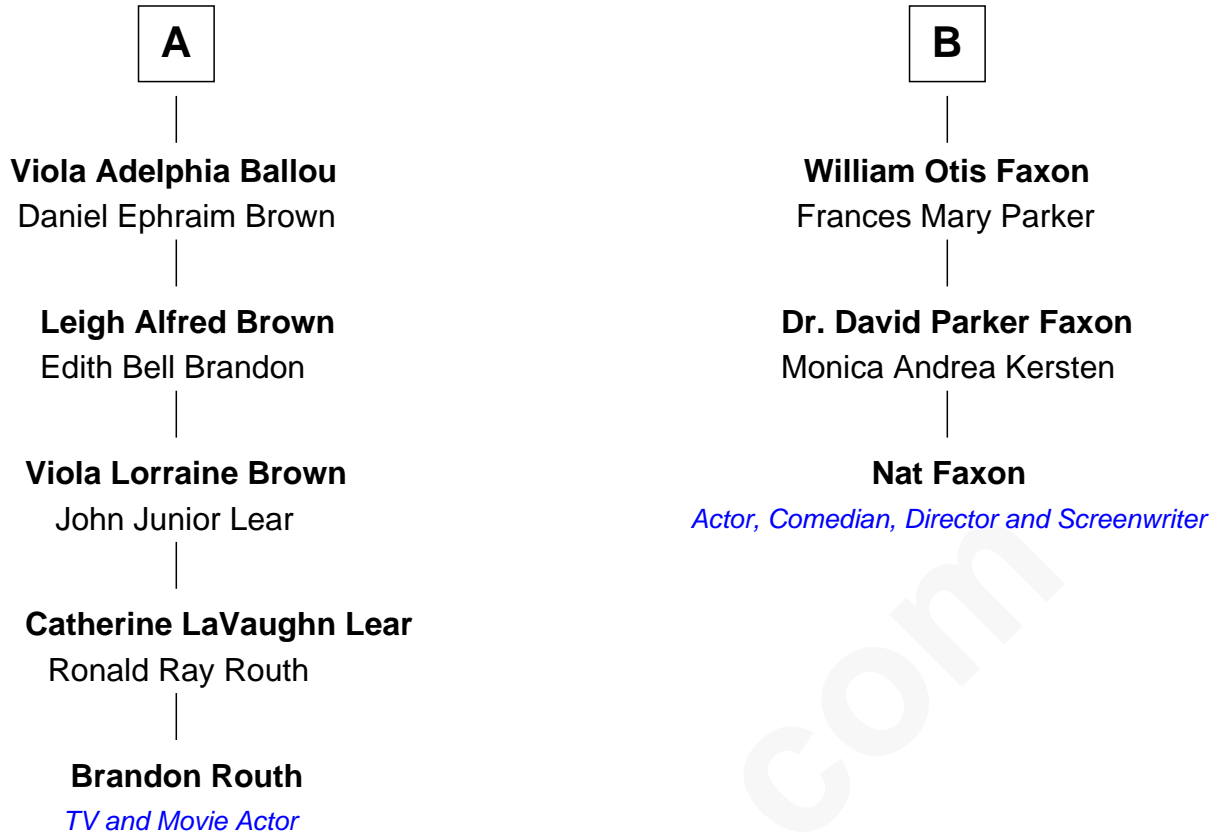 A
Viola Adelphia Ballou
Daniel Ephraim Brown
Leigh Alfred Brown
Edith Bell Brandon
Viola Lorraine Brown
John Junior Lear
Catherine LaVaughn Lear
Ronald Ray Routh
Brandon Routh
TV and Movie Actor
B
William Otis Faxon
Frances Mary Parker
Dr. David Parker Faxon
Monica Andrea Kersten
Nat Faxon
Actor, Comedian, Director and Screenwriter
com